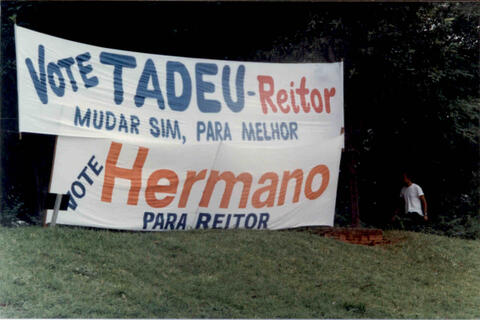 Vote TADEU-Reitor
MUDAR SIM, PARA MELHOR
VOTE Hermano
PARA REITOR